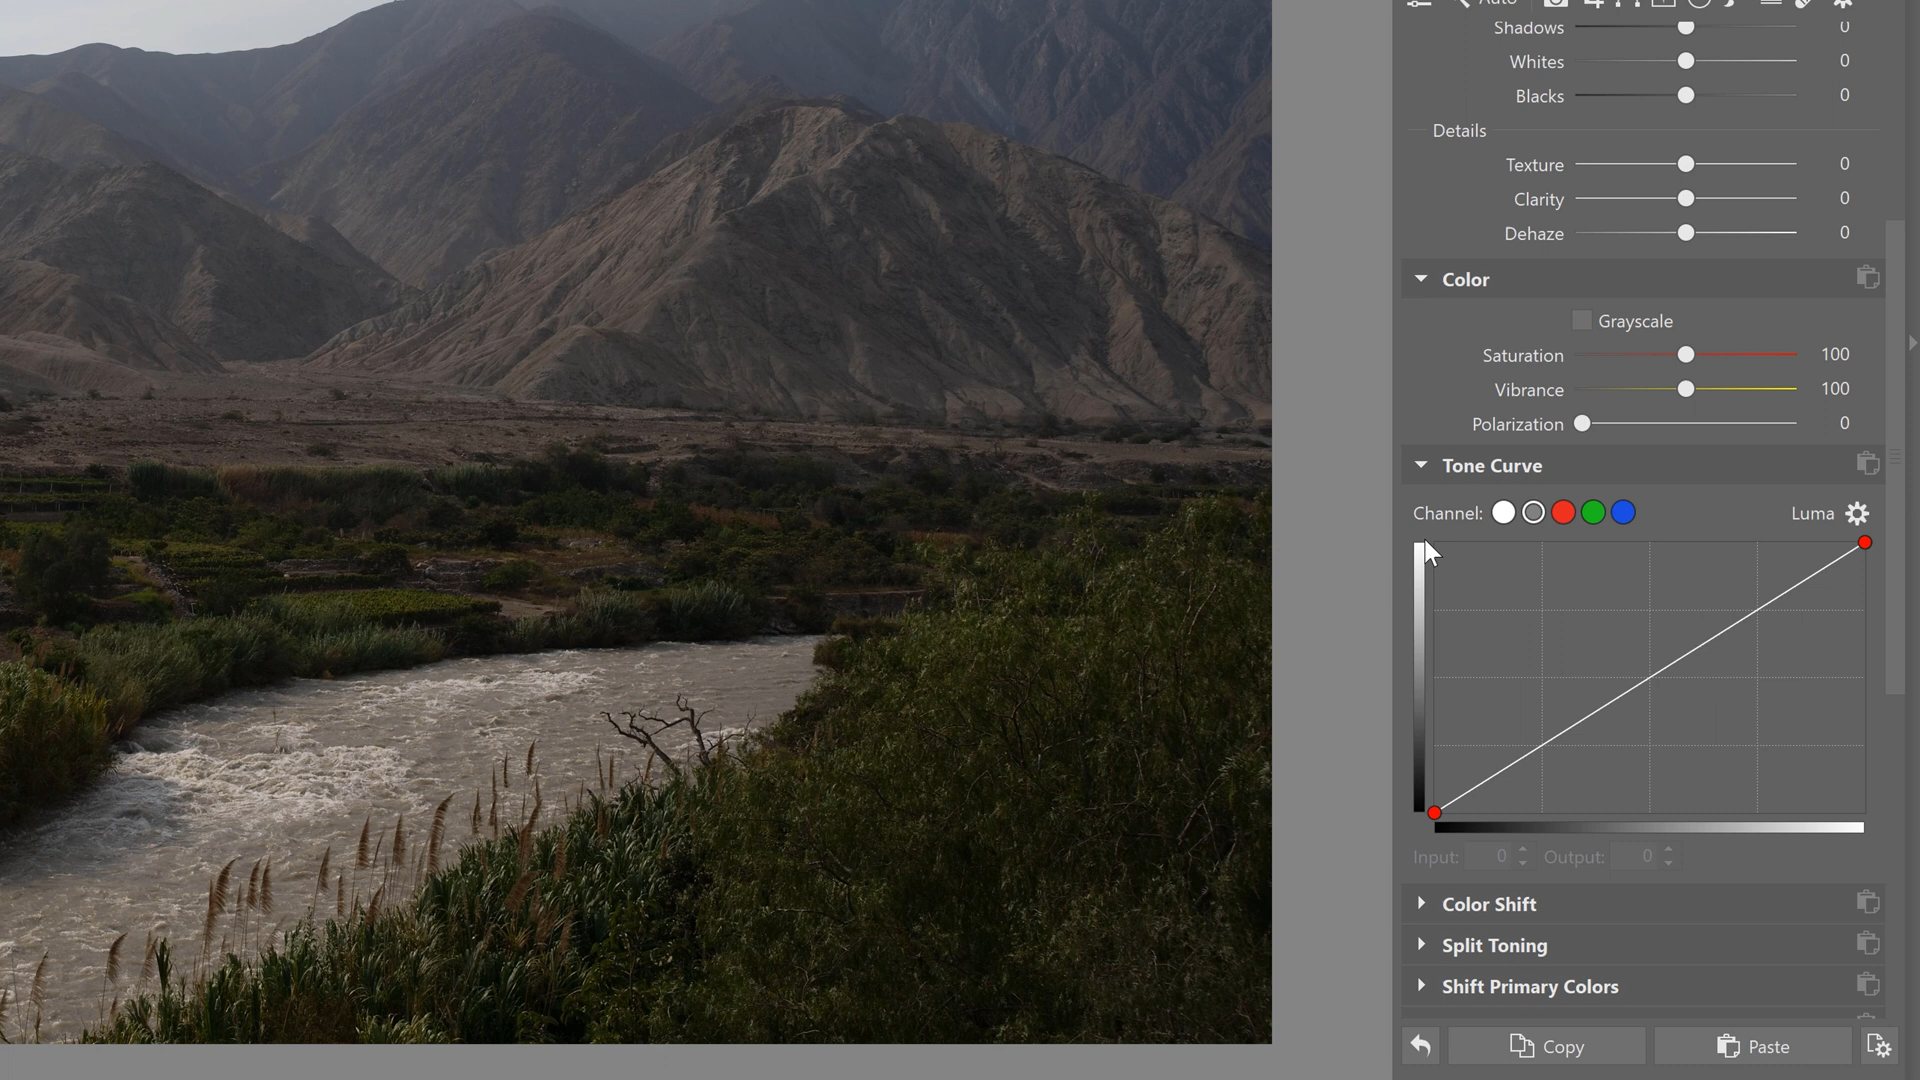 Auto
Shadows 0
Whites 0
Blacks 0
Details
Texture 0
Clarity 0
Dehaze 0
Color
Grayscale
Saturation 100
Vibrance 100
Polarization 0
Tone Curve
Channel: Luma
Input: 0 Output: 0
Color Shift
Split Toning
Shift Primary Colors
Copy Paste